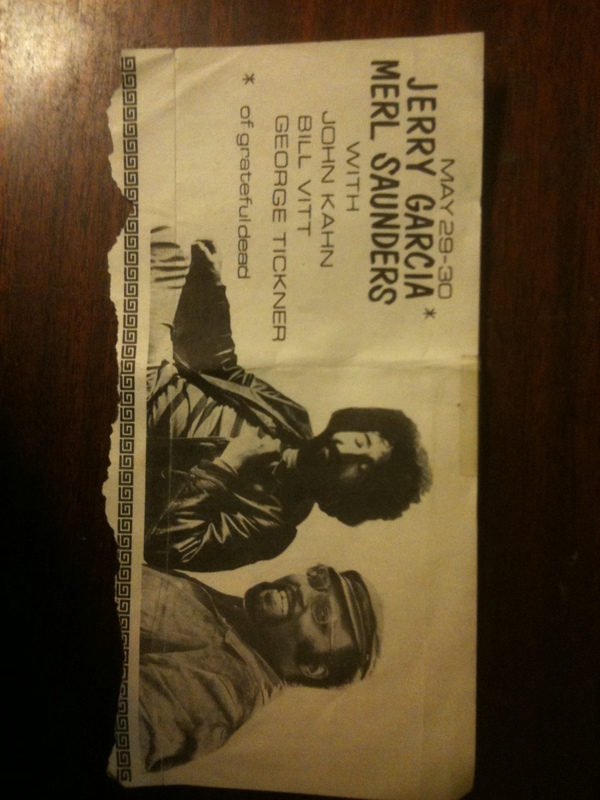 MAY 29-30
JERRY GARCIA *
MERL SAUNDERS
WITH
JOHN KAHN
BILL VITT
GEORGE TICKNER
* of grateful dead